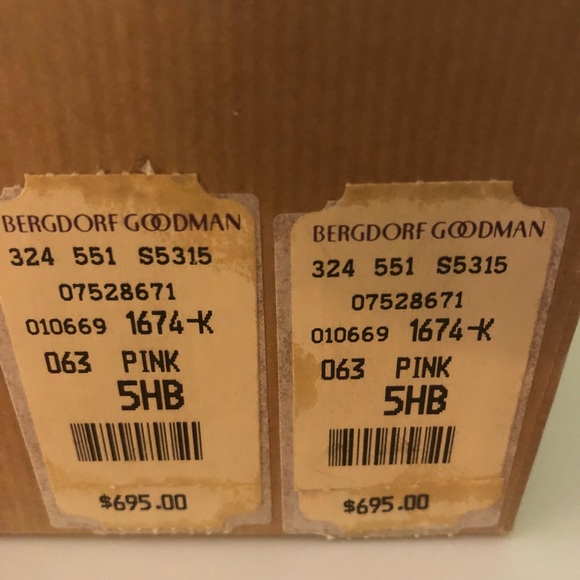 BERGDORF GOODMAN
324 551 S5315
07528671
010669 1674-K
063 PINK
5HB
$695.00
BERGDORF GOODMAN
324 551 S5315
07528671
010669 1674-K
063 PINK
5HB
$695.00